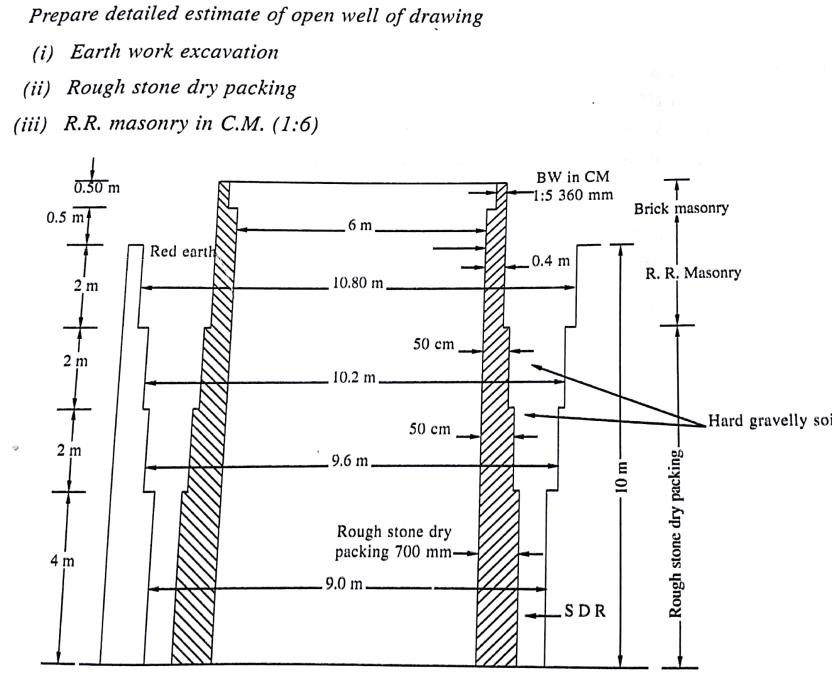 Prepare detailed estimate of open well of drawing
(i) Earth work excavation
(ii) Rough stone dry packing
(iii) R.R. masonry in C.M. (1:6)
0.50 m
BW in CM
1:5 360 mm
Brick masonry
0.5 m
6 m
Red earth
0.4 m
R. R. Masonry
2 m
10.80 m
50 cm
2 m
10.2 m
Hard gravelly soi
50 cm
2 m
9.6 m
10 m
Rough stone dry packing
Rough stone dry
packing 700 mm
4 m
9.0 m
S D R